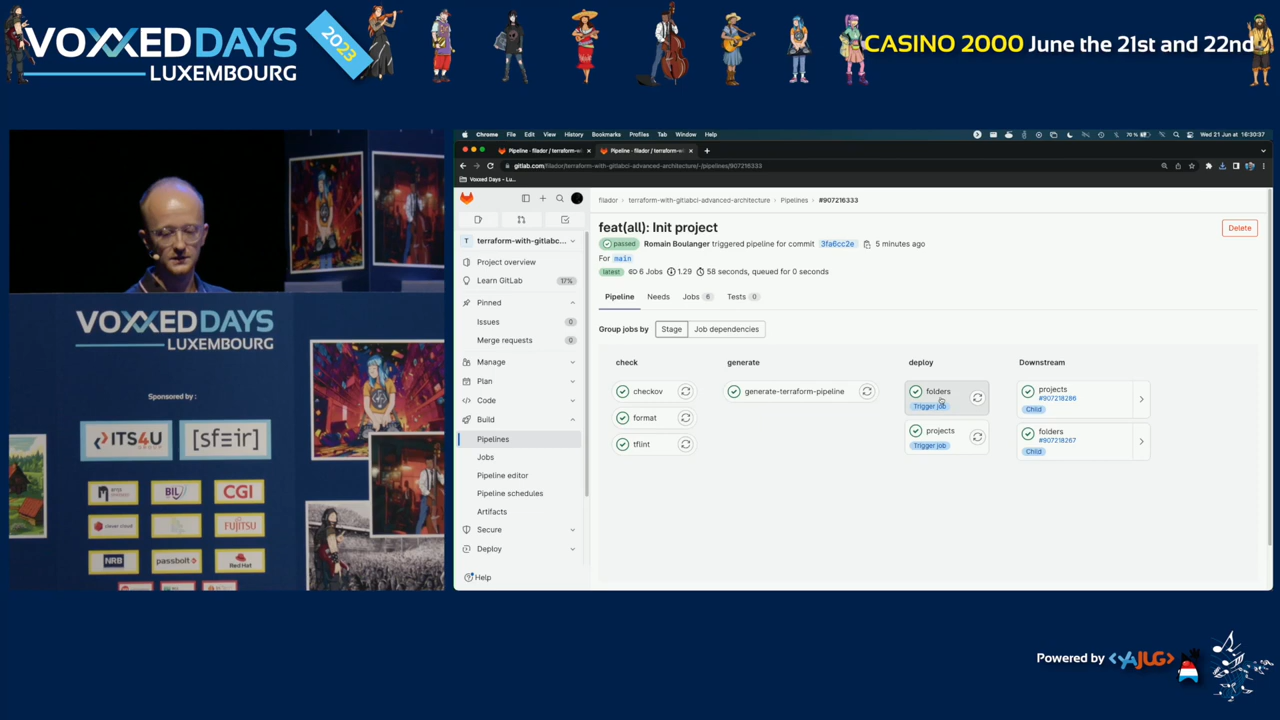 VOXXEDDAYS
LUXEMBOURG
2023
CASINO 2000 June the 21st and 22nd
VOXXEDDAYS
LUXEMBOURG
Sponsored by :
ITS4U
GROUP
[sfeir]
BIL
CGI
clever cloud
FUJITSU
NRB
passbolt
Red Hat
Chrome File Edit View History Bookmarks Profiles Tab Window Help
70 % Wed 21 Jun at 16:30:37
Pipeline · filador / terraform-wi
Pipeline · filador / terraform-wi
gitlab.com/filador/terraform-with-gitlabci-advanced-architecture/-/pipelines/907216333
Voxxed Days - Lu...
T terraform-with-gitlabc...
Project overview
Learn GitLab 17%
Pinned
Issues 0
Merge requests 0
Manage
Plan
Code
Build
Pipelines
Jobs
Pipeline editor
Pipeline schedules
Artifacts
Secure
Deploy
Help
filador › terraform-with-gitlabci-advanced-architecture › Pipelines › #907216333
feat(all): Init project
Delete
passed Romain Boulanger triggered pipeline for commit 3fa6cc2e 5 minutes ago
For main
latest 6 Jobs 1.29 58 seconds, queued for 0 seconds
Pipeline Needs Jobs 6 Tests 0
Group jobs by Stage Job dependencies
check
checkov
format
tflint
generate
generate-terraform-pipeline
deploy
folders
Trigger job
projects
Trigger job
Downstream
projects
#907218286
Child
folders
#907218267
Child
Powered by <YAJUG>